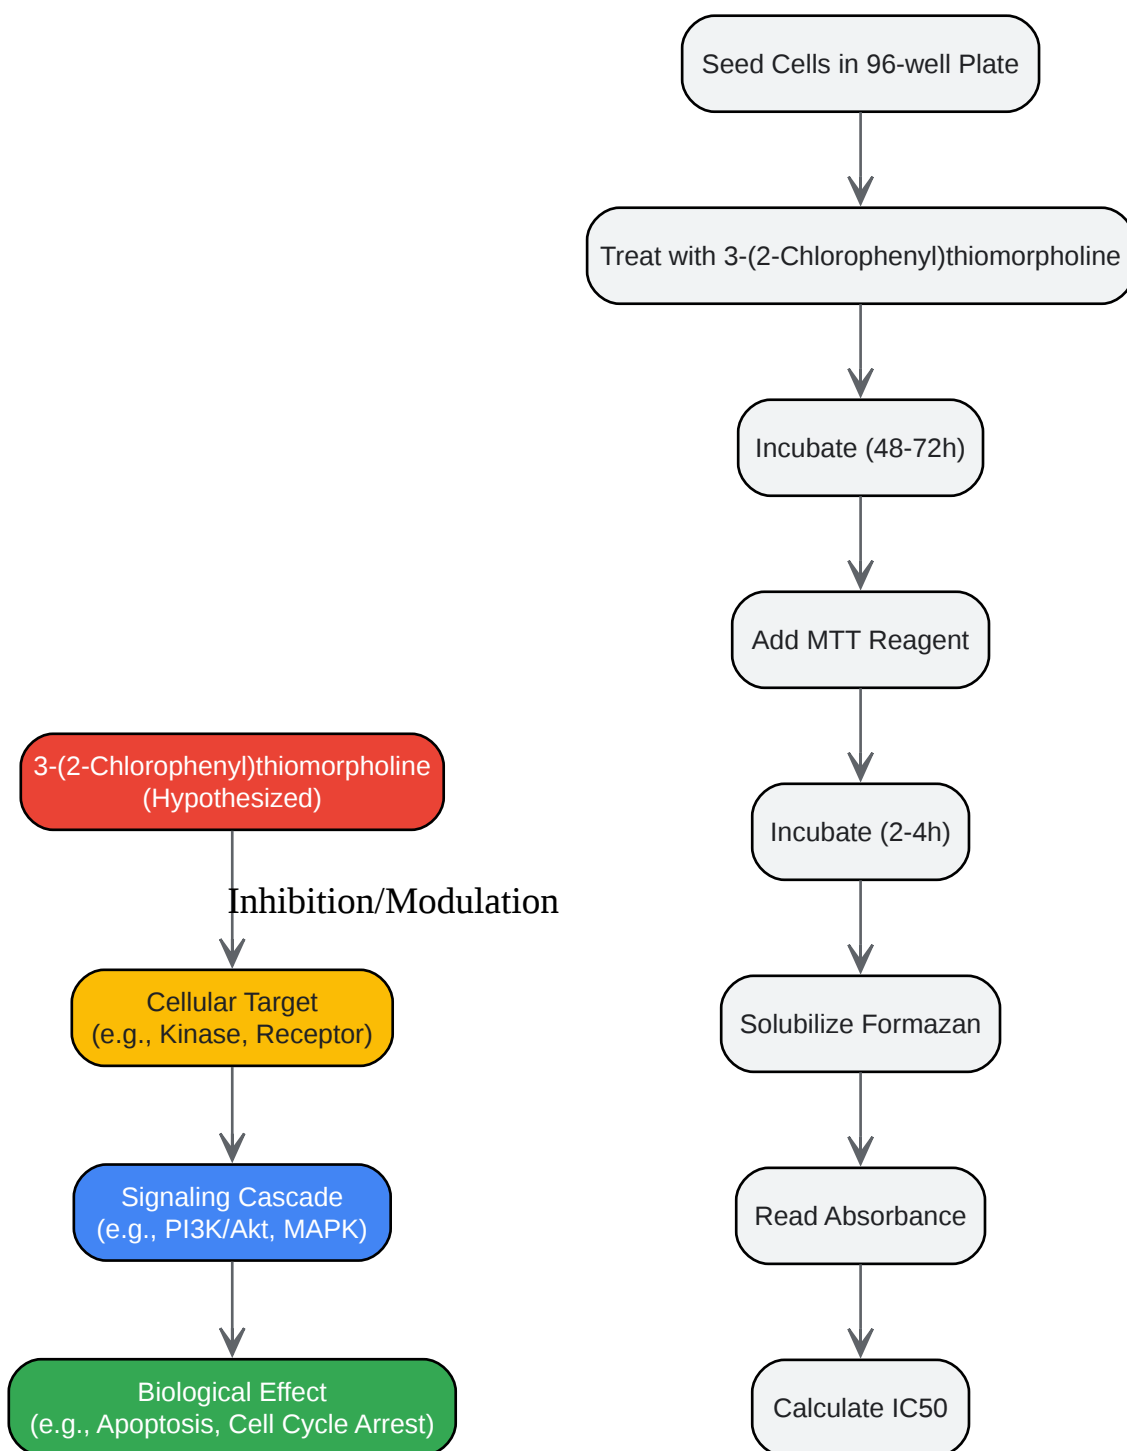 Seed Cells in 96-well Plate
Treat with 3-(2-Chlorophenyl)thiomorpholine
Incubate (48-72h)
Add MTT Reagent
Incubate (2-4h)
Solubilize Formazan
Read Absorbance
Calculate IC50
3-(2-Chlorophenyl)thiomorpholine
(Hypothesized)
Inhibition/Modulation
Cellular Target
(e.g., Kinase, Receptor)
Signaling Cascade
(e.g., PI3K/Akt, MAPK)
Biological Effect
(e.g., Apoptosis, Cell Cycle Arrest)